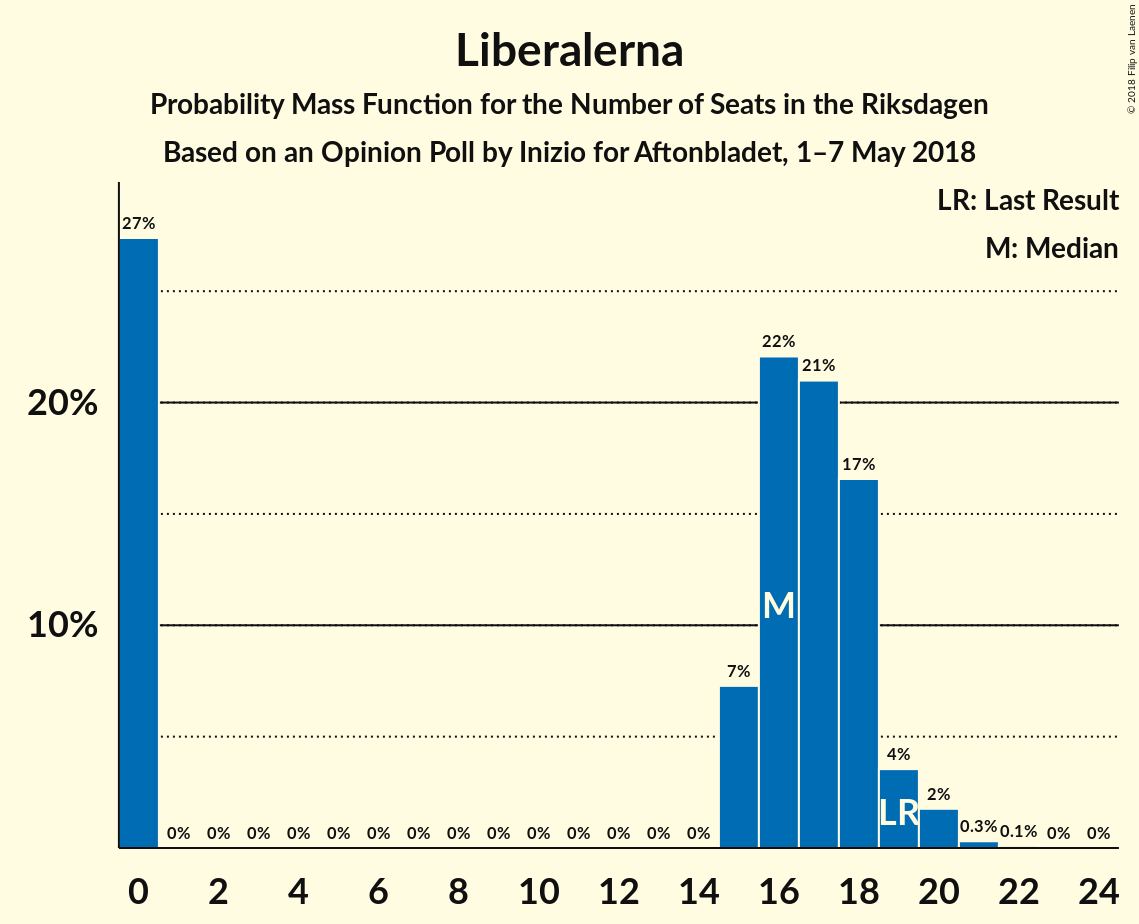 Liberalerna
Probability Mass Function for the Number of Seats in the Riksdagen
Based on an Opinion Poll by Inizio for Aftonbladet, 1–7 May 2018
© 2018 Filip van Laenen
LR: Last Result
M: Median
27%
22%
21%
20%
17%
10%
M
7%
4%
2%
LR
0% 0% 0% 0% 0% 0% 0% 0% 0% 0% 0% 0% 0% 0% 0.3% 0.1% 0% 0%
0 2 4 6 8 10 12 14 16 18 20 22 24